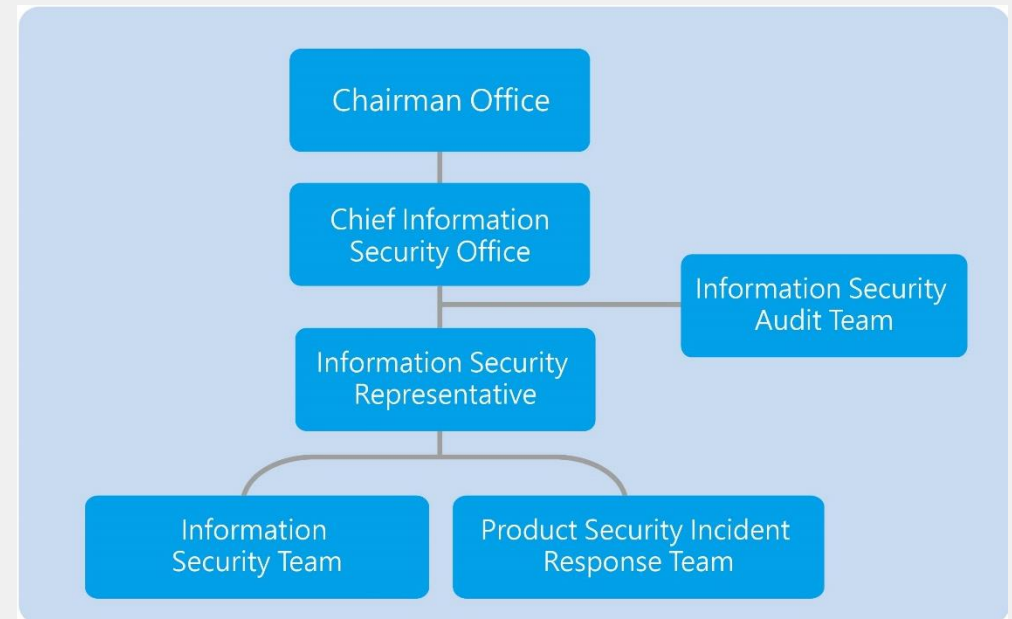 Chairman Office
Chief Information
Security Office
Information Security
Audit Team
Information Security
Representative
Information
Security Team
Product Security Incident
Response Team